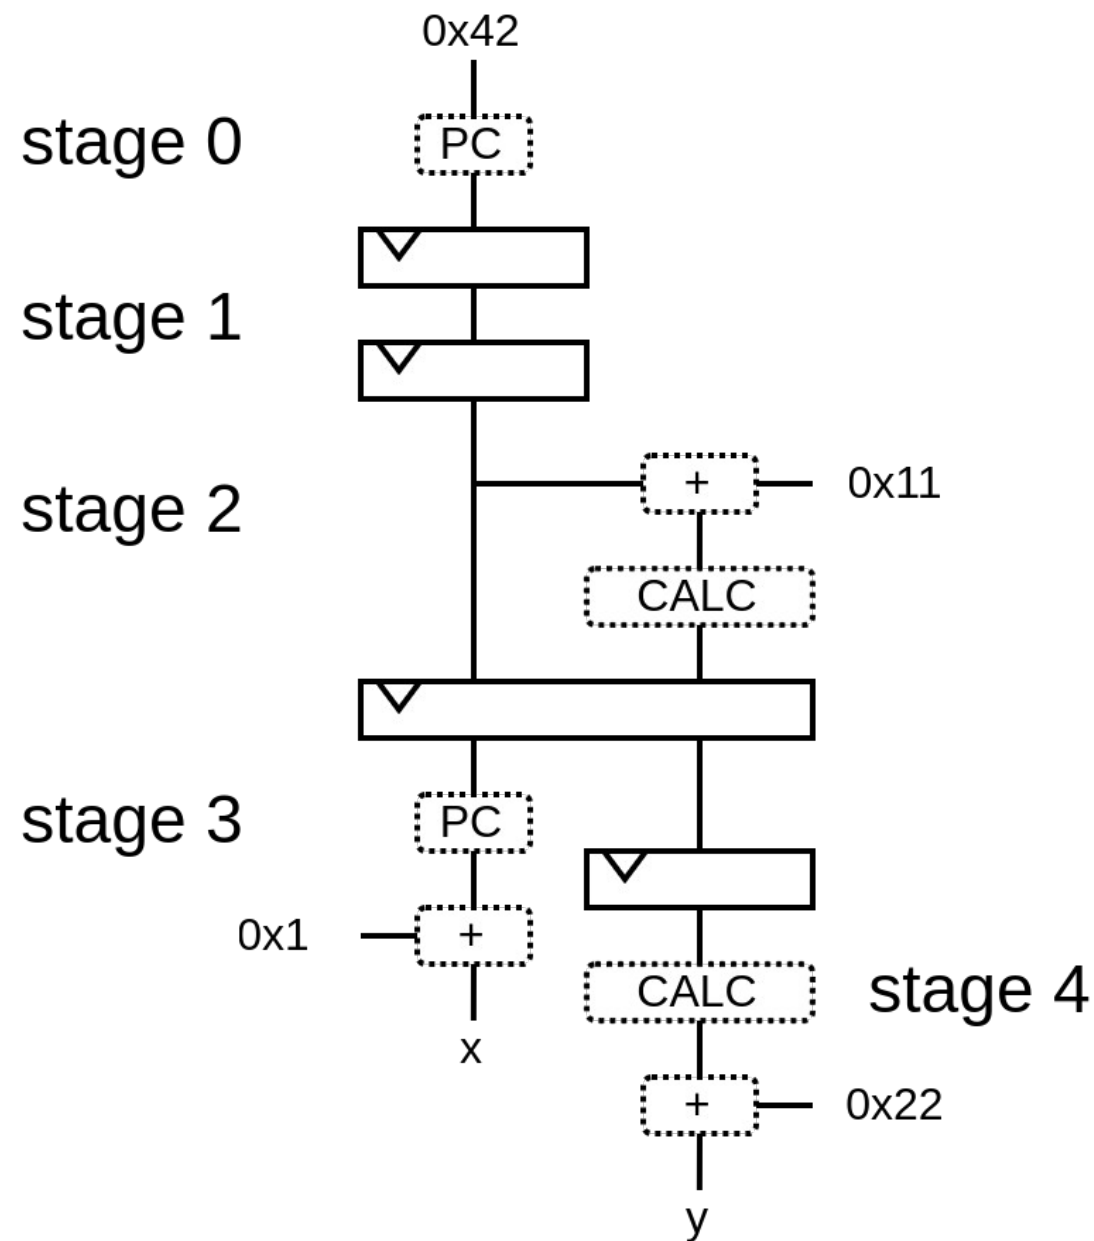 0x42
stage 0
PC
stage 1
stage 2
+
0x11
CALC
stage 3
PC
0x1
+
CALC
stage 4
x
+
0x22
y